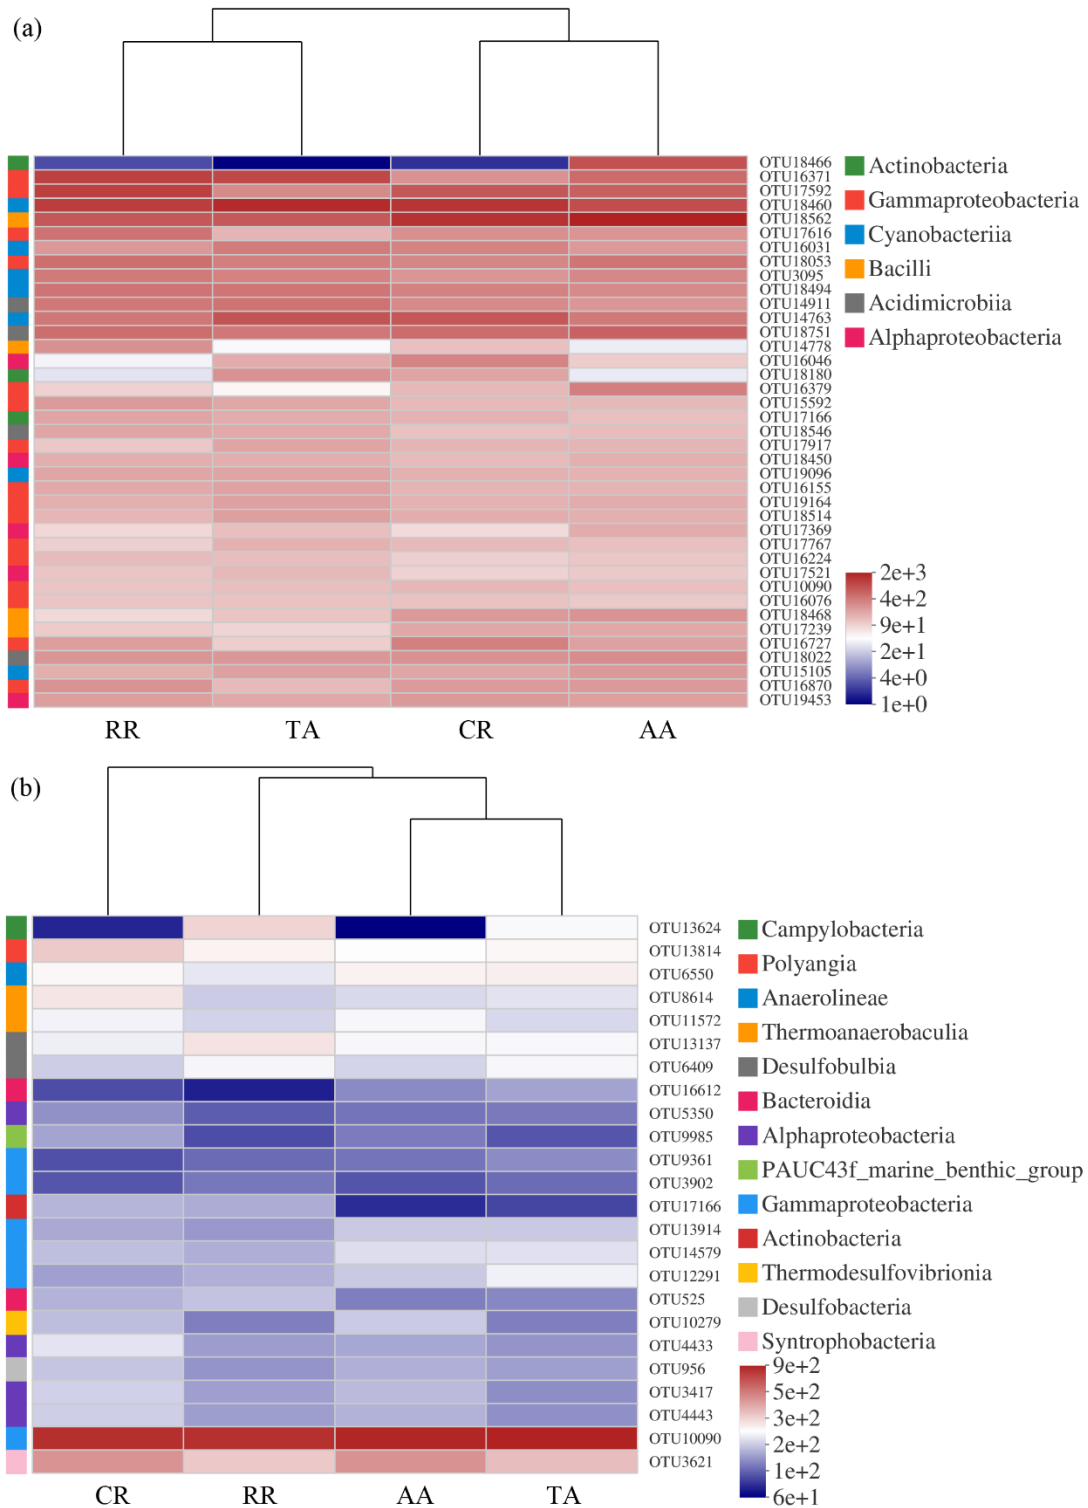 (a)
OTU18466
OTU16371
OTU17592
OTU18460
OTU18562
OTU17616
OTU16031
OTU18053
OTU3095
OTU18494
OTU14911
OTU14763
OTU18751
OTU14778
OTU16046
OTU18180
OTU16379
OTU15592
OTU17166
OTU18546
OTU17917
OTU18450
OTU19096
OTU16155
OTU19164
OTU18514
OTU17369
OTU17767
OTU16224
OTU17521
OTU10090
OTU16076
OTU18468
OTU17239
OTU16727
OTU18022
OTU15105
OTU16870
OTU19453
Actinobacteria
Gammaproteobacteria
Cyanobacteriia
Bacilli
Acidimicrobiia
Alphaproteobacteria
2e+3
4e+2
9e+1
2e+1
4e+0
1e+0
RR TA CR AA
(b)
OTU13624
OTU13814
OTU6550
OTU8614
OTU11572
OTU13137
OTU6409
OTU16612
OTU5350
OTU9985
OTU9361
OTU3902
OTU17166
OTU13914
OTU14579
OTU12291
OTU525
OTU10279
OTU4433
OTU956
OTU3417
OTU4443
OTU10090
OTU3621
Campylobacteria
Polyangia
Anaerolineae
Thermoanaerobaculia
Desulfobulbia
Bacteroidia
Alphaproteobacteria
PAUC43f_marine_benthic_group
Gammaproteobacteria
Actinobacteria
Thermodesulfovibrionia
Desulfobacteria
Syntrophobacteria
9e+2
5e+2
3e+2
2e+2
1e+2
6e+1
CR RR AA TA